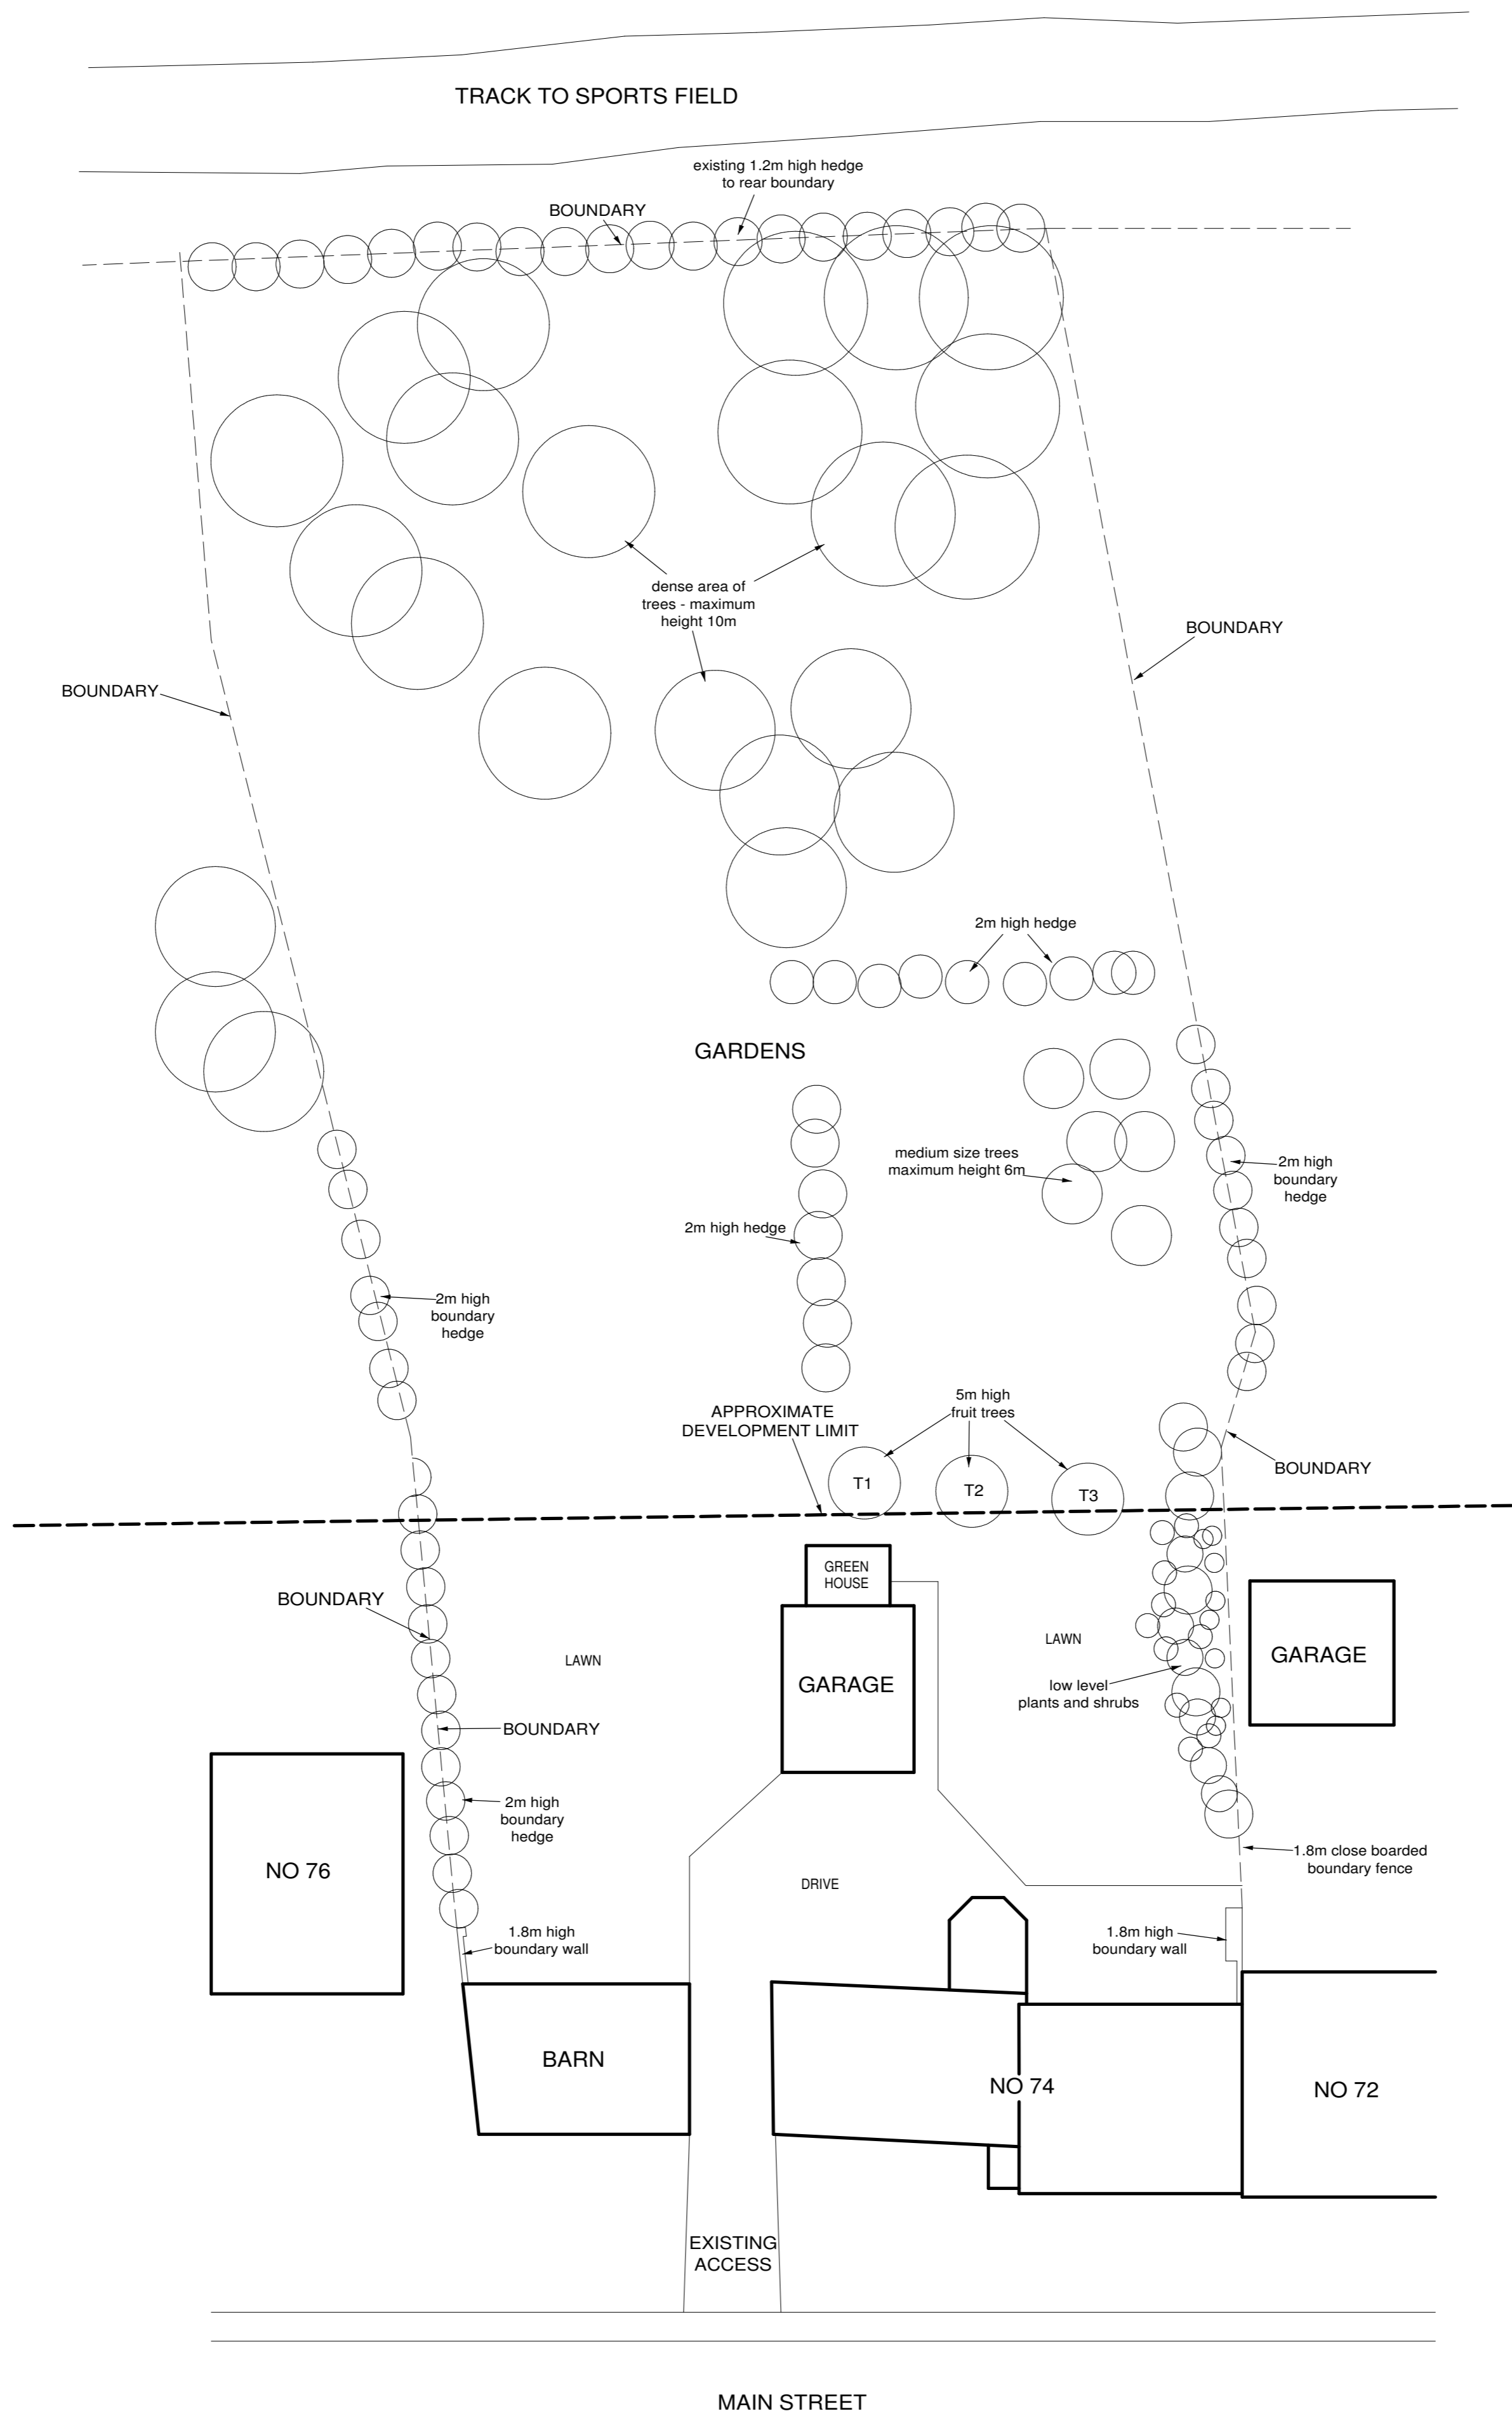 TRACK TO SPORTS FIELD
existing 1.2m high hedge
to rear boundary
BOUNDARY
dense area of
trees - maximum
height 10m
BOUNDARY
BOUNDARY
2m high hedge
GARDENS
medium size trees
maximum height 6m
2m high
boundary
hedge
2m high hedge
2m high
boundary
hedge
5m high
fruit trees
APPROXIMATE
DEVELOPMENT LIMIT
BOUNDARY
T1
T2
T3
GREEN
HOUSE
BOUNDARY
LAWN
LAWN
GARAGE
GARAGE
low level
plants and shrubs
BOUNDARY
2m high
boundary
hedge
1.8m close boarded
boundary fence
NO 76
DRIVE
1.8m high
boundary wall
1.8m high
boundary wall
BARN
NO 74
NO 72
EXISTING
ACCESS
MAIN STREET